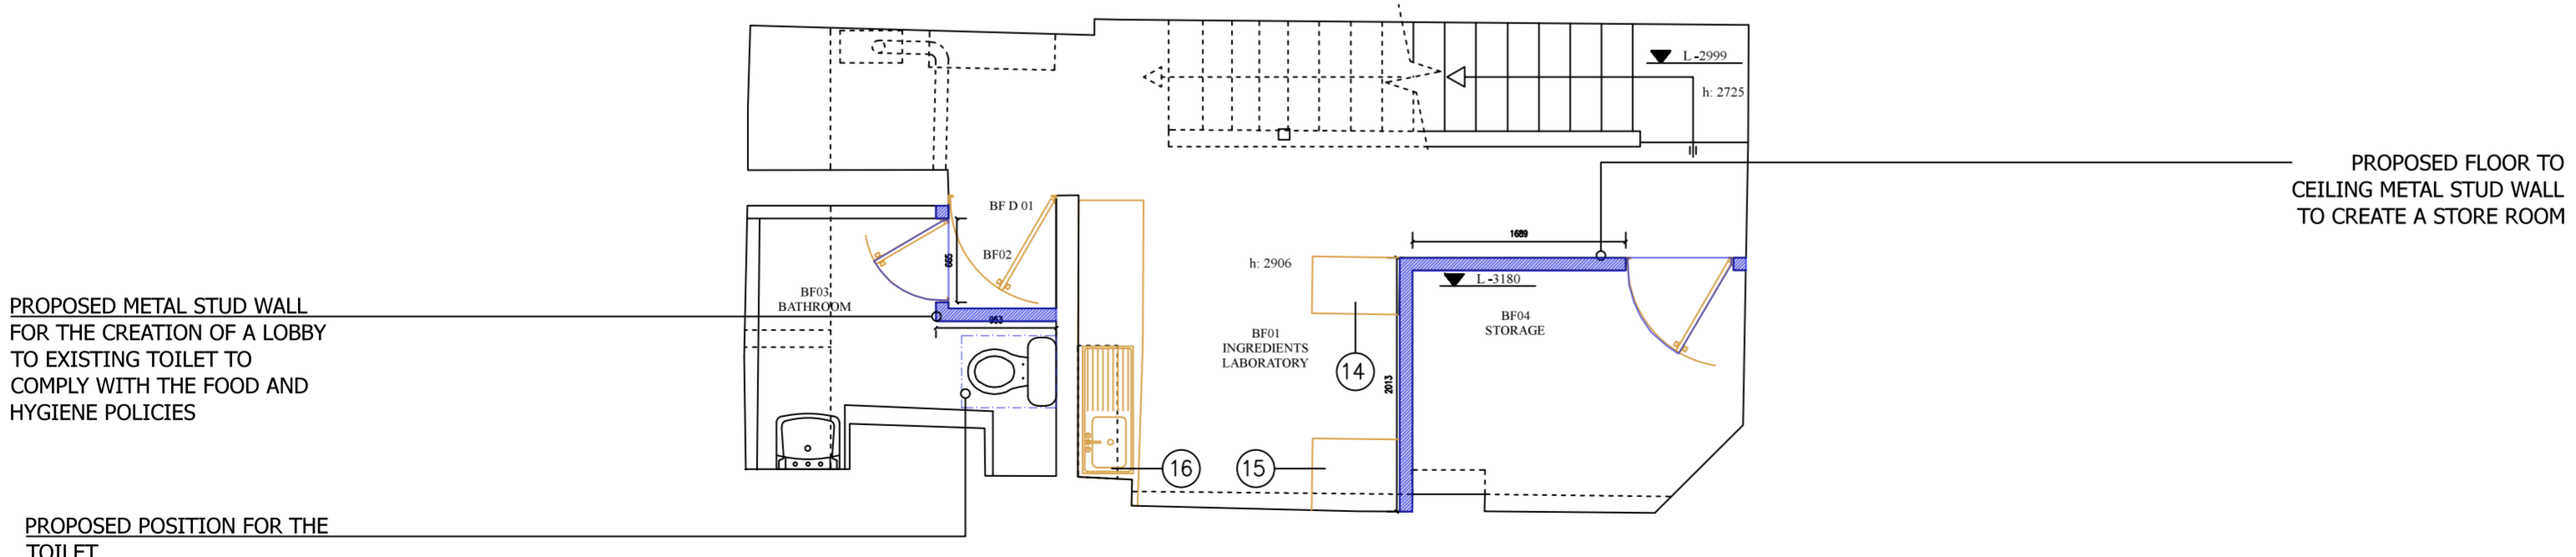 L -2999
h: 2725
PROPOSED FLOOR TO
CEILING METAL STUD WALL
TO CREATE A STORE ROOM
BF D 01
BF02
665
1689
h: 2906
L -3180
BF03
BATHROOM
PROPOSED METAL STUD WALL
FOR THE CREATION OF A LOBBY
TO EXISTING TOILET TO
COMPLY WITH THE FOOD AND
HYGIENE POLICIES
953
BF01
INGREDIENTS
LABORATORY
BF04
STORAGE
14
2013
16
15
PROPOSED POSITION FOR THE
TOILET